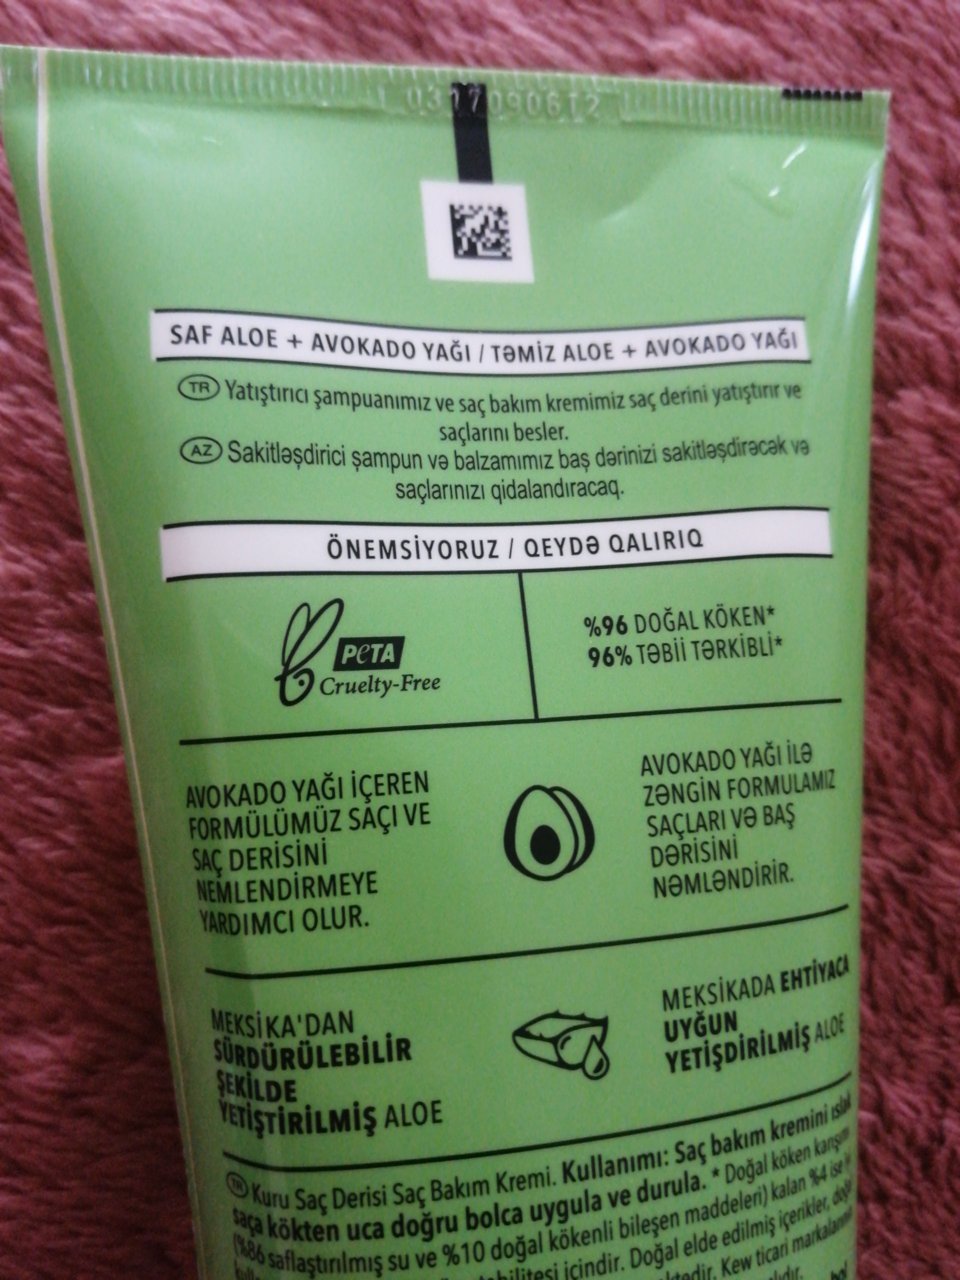 0317090612
SAF ALOE + AVOKADO YAĞI / TƏMİZ ALOE + AVOKADO YAĞI
TR Yatıştırıcı şampuanımız ve saç bakım kremimiz saç derini yatıştırır ve
saçlarını besler.
AZ Sakitləşdirici şampun və balzamımız baş dərinizi sakitləşdirəcək və
saçlarınızı qidalandıracaq.
ÖNEMSİYORUZ / QEYDƏ QALIRIQ
PETA
Cruelty-Free
%96 DOĞAL KÖKEN*
96% TƏBİİ TƏRKİBLİ*
AVOKADO YAĞI İÇEREN
FORMÜLÜMÜZ SAÇI VE
SAÇ DERİSİNİ
NEMLENDİRMEYE
YARDIMCI OLUR.
AVOKADO YAĞI İLƏ
ZƏNGİN FORMULAMIZ
SAÇLARI VƏ BAŞ
DƏRİSİNİ
NƏMLƏNDİRİR.
MEKSİKA'DAN
SÜRDÜRÜLEBİLİR
ŞEKİLDE
YETİŞTİRİLMİŞ ALOE
MEKSİKADA EHTİYACA
UYĞUN
YETİŞDİRİLMİŞ ALOE
TR Kuru Saç Derisi Saç Bakım Kremi. Kullanımı: Saç bakım kremini ıslak
saça kökten uca doğru bolca uygula ve durula. * Doğal köken karışım
(%86 saflaştırılmış su ve %10 doğal kökenli bileşen maddeleri) kalan %4 ise
içindir. Doğal elde edilmiş içerikler,
Kew ticari markalarının